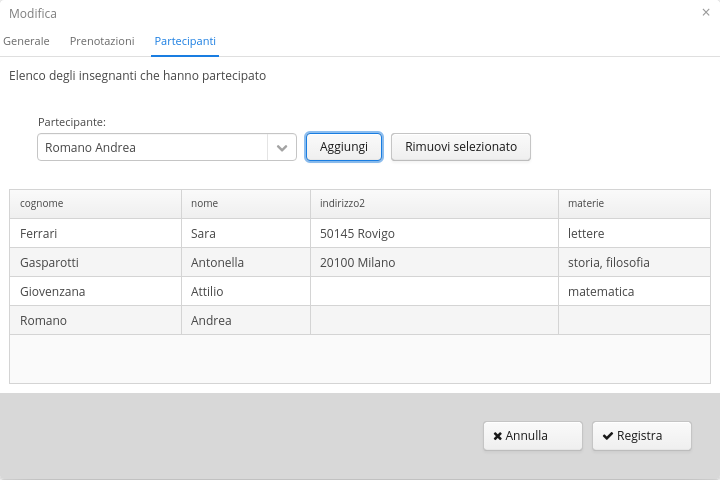 Modifica ×
Generale Prenotazioni Partecipanti
Elenco degli insegnanti che hanno partecipato
Partecipante:
Romano Andrea Aggiungi Rimuovi selezionato
cognome nome indirizzo2 materie
Ferrari Sara 50145 Rovigo lettere
Gasparotti Antonella 20100 Milano storia, filosofia
Giovenzana Attilio matematica
Romano Andrea
Annulla Registra